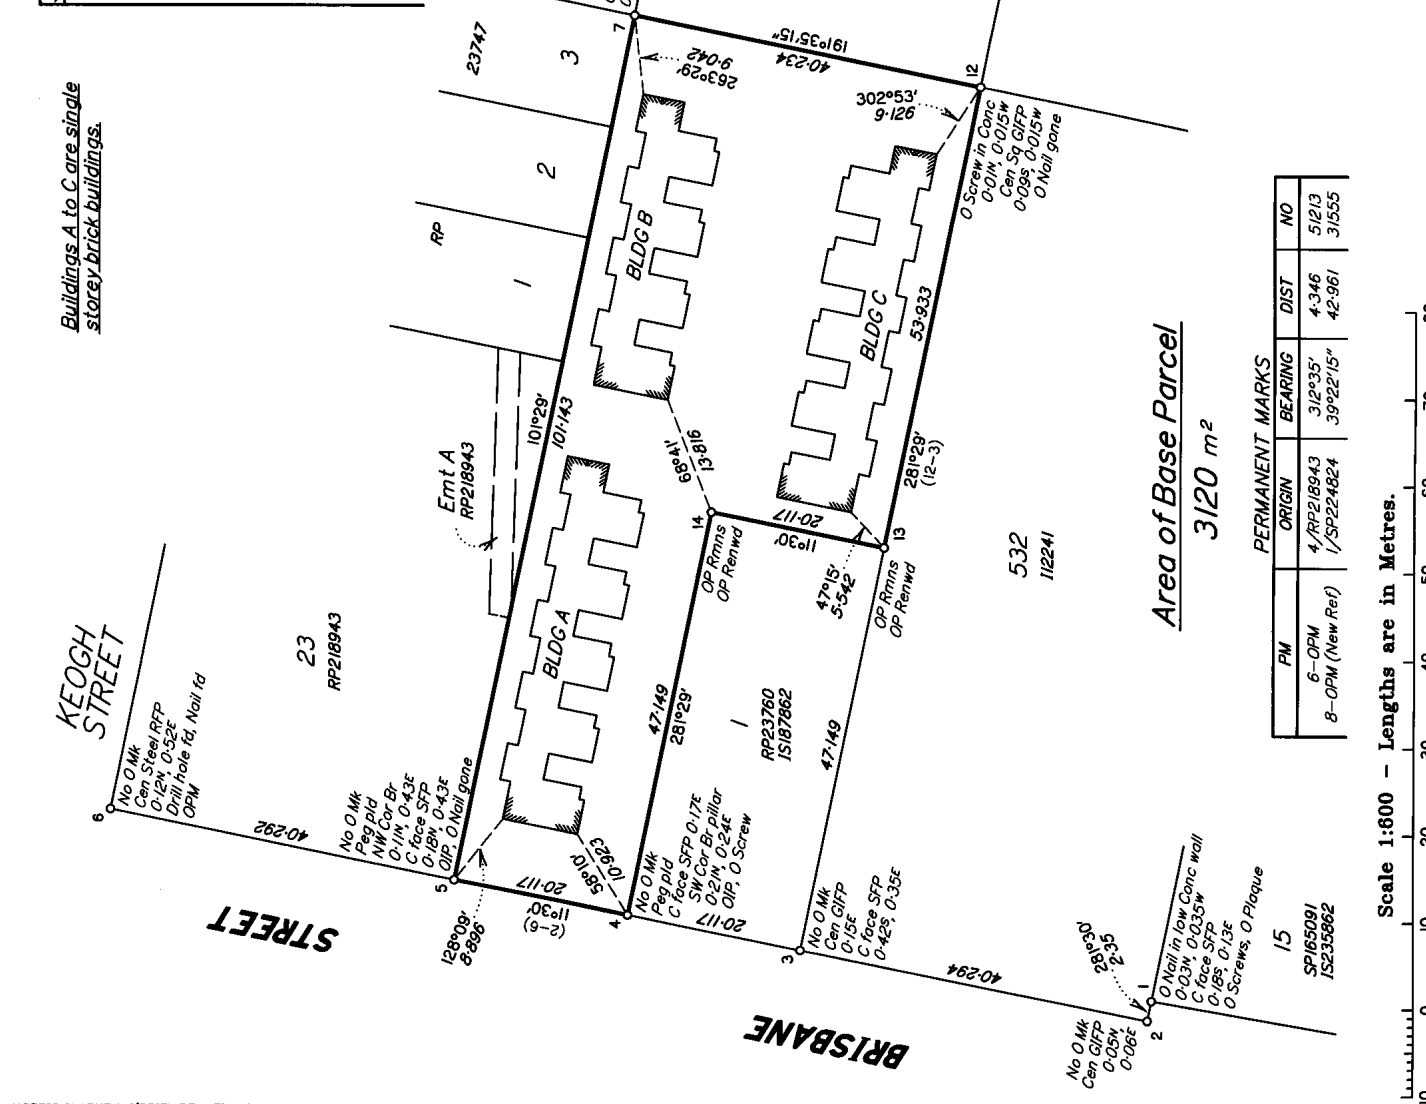 Buildings A to C are single
storey brick buildings.
KEOGH
STREET
6
No O Mk
Cen Steel RFP
0·12N, 0·52E
Drill hole fd, Nail fd
OPM
40·292
23
RP218943
Emt A
RP218943
RP
23747
1
2
3
7
263°29'
9·042
191°35'15"
40·234
12
302°53'
9·126
O Screw in Conc
0·01N, 0·015W
Cen Sq GIFP
0·09S, 0·015W
O Nail gone
101°29'
101·143
BLDG A
BLDG B
BLDG C
53·933
281°29'
(12-3)
68°41'
13·816
14
OP Rmns
OP Renwd
20·117
11°30'
47°15'
5·542
13
OP Rmns
OP Renwd
5
No O Mk
Peg pld
NW Cor Br
0·11N, 0·43E
C face SFP
0·18N, 0·43E
OIP, O Nail gone
128°09'
8·896
20·117
11°30'
(2-6)
58°10'
10·923
47·149
281°29'
4
No O Mk
Peg pld
C face SFP 0·17E
SW Cor Br pillar
0·21N, 0·24E
OIP, O Screw
20·117
1
RP23760
IS187862
47·149
3
No O Mk
Cen GIFP
0·15E
C face SFP
0·42S, 0·35E
40·294
532
112241
281°30'
2·35
1
O Nail in low Conc wall
0·03N, 0·035W
C face SFP
0·18S, 0·13E
O Screws, O Plaque
2
No O Mk
Cen GIFP
0·05N,
0·06E
15
SP165091
IS235862
BRISBANE
STREET
Area of Base Parcel
3120 m²
PERMANENT MARKS
PM ORIGIN BEARING DIST NO
6-OPM 4/RP218943 312°35' 4·346 51213
8-OPM (New Ref) 1/SP224824 39°22'15" 42·961 31555
Scale 1:600 - Lengths are in Metres.